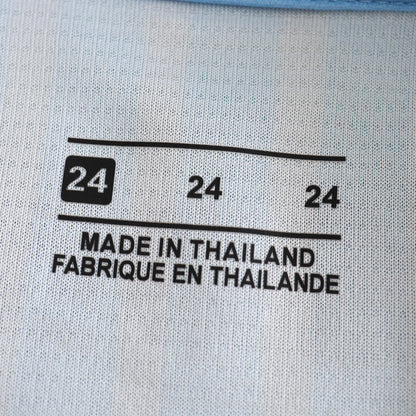 24 24 24
MADE IN THAILAND
FABRIQUE EN THAILANDE